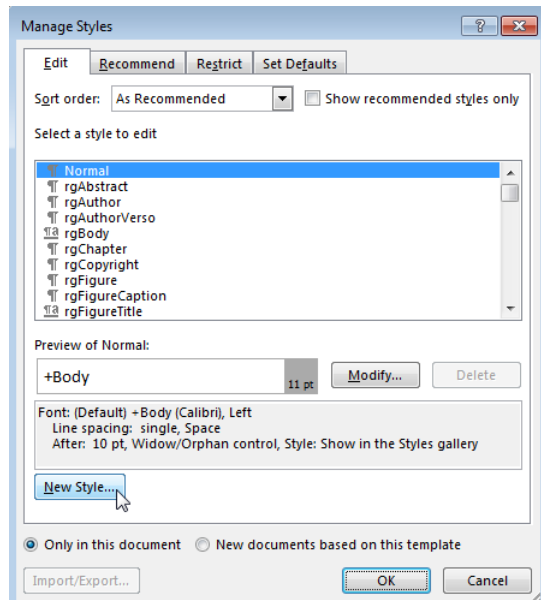 Manage Styles
Edit Recommend Restrict Set Defaults
Sort order: As Recommended Show recommended styles only
Select a style to edit
¶ Normal
¶ rgAbstract
¶ rgAuthor
¶ rgAuthorVerso
¶a rgBody
¶ rgChapter
¶ rgCopyright
¶ rgFigure
¶ rgFigureCaption
¶a rgFigureTitle
Preview of Normal:
+Body 11 pt Modify... Delete
Font: (Default) +Body (Calibri), Left
Line spacing: single, Space
After: 10 pt, Widow/Orphan control, Style: Show in the Styles gallery
New Style...
Only in this document New documents based on this template
Import/Export... OK Cancel